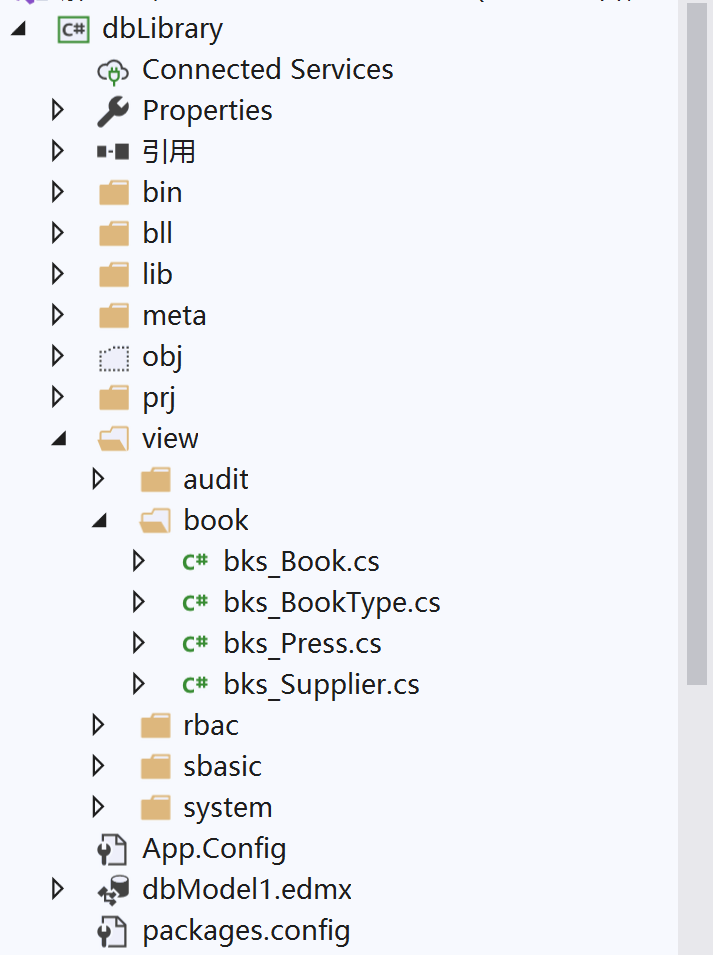 C# dbLibrary
Connected Services
Properties
引用
bin
bll
lib
meta
obj
prj
view
audit
book
C# bks_Book.cs
C# bks_BookType.cs
C# bks_Press.cs
C# bks_Supplier.cs
rbac
sbasic
system
App.Config
dbModel1.edmx
packages.config